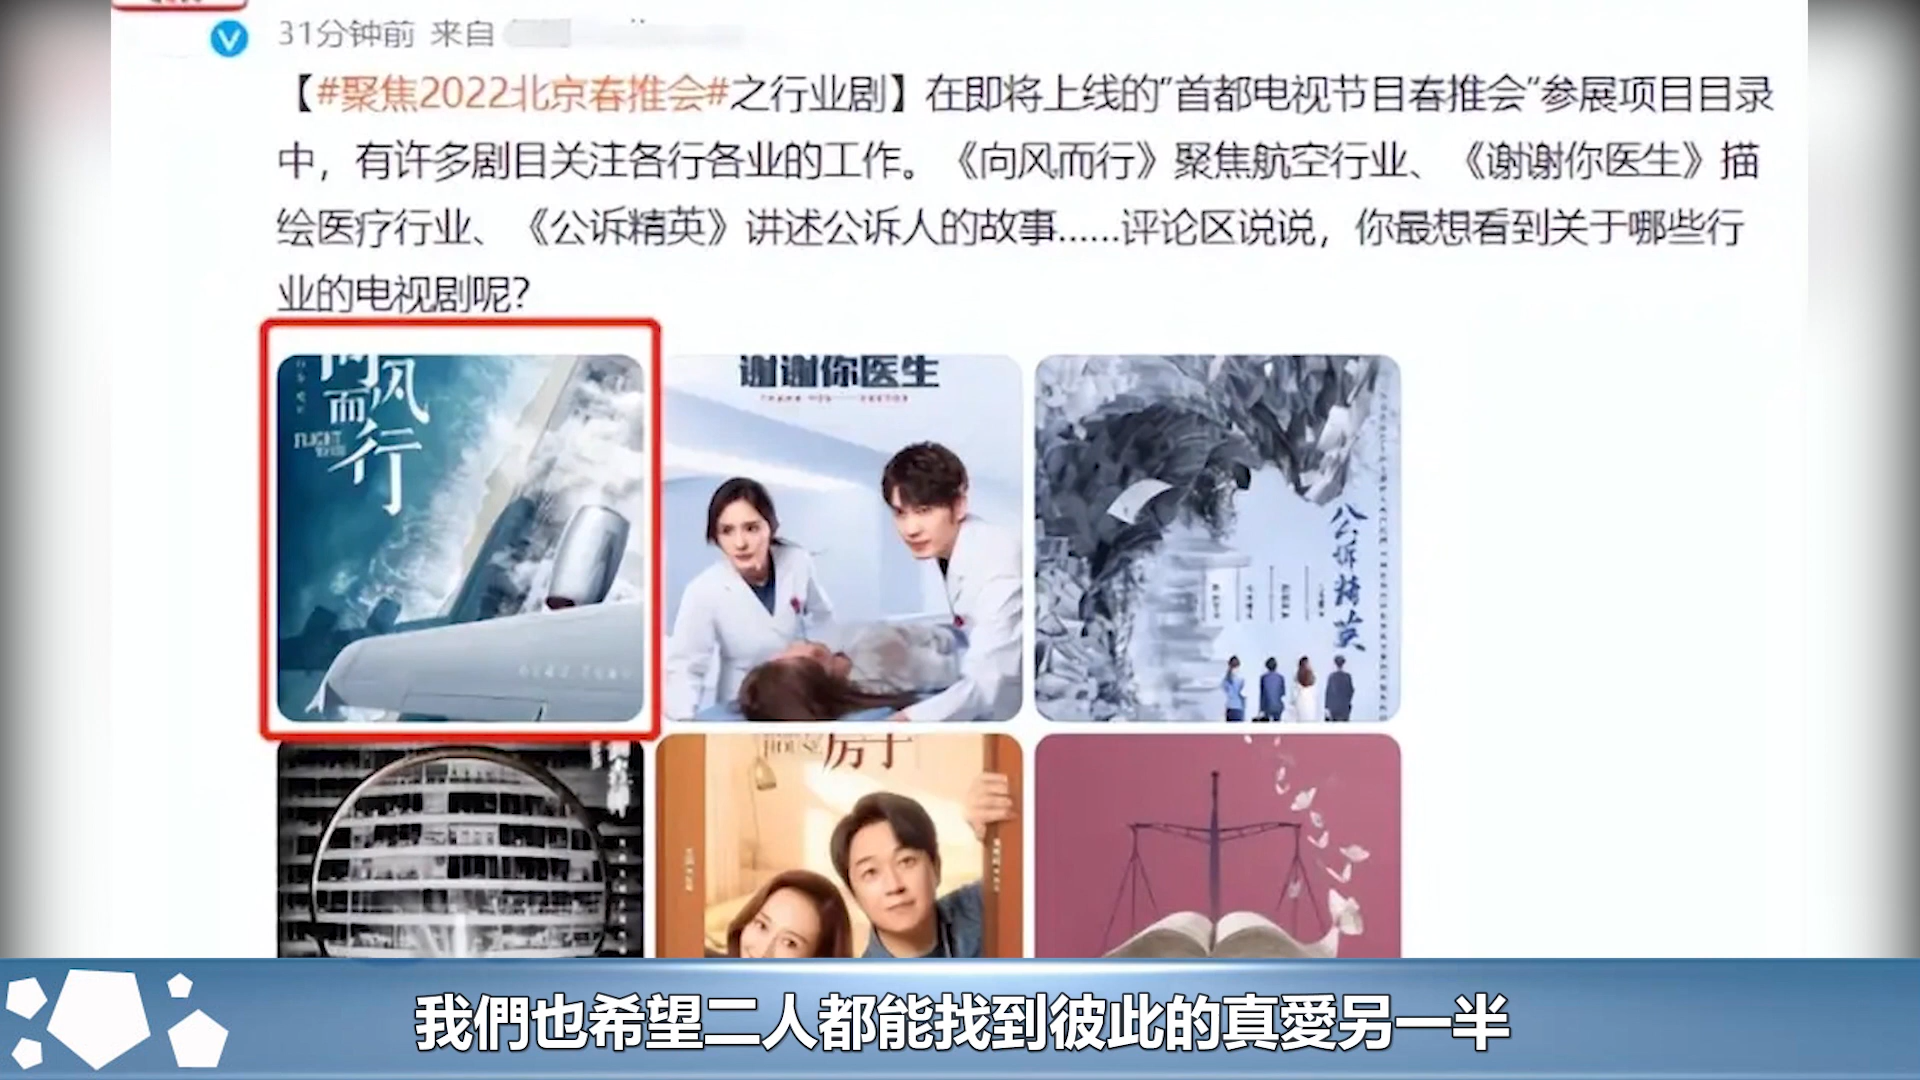 31分钟前 来自
【#聚焦2022北京春推会#之行业剧】在即将上线的"首都电视节目春推会"参展项目目录
中，有许多剧目关注各行各业的工作。《向风而行》聚焦航空行业、《谢谢你医生》描
绘医疗行业、《公诉精英》讲述公诉人的故事……评论区说说，你最想看到关于哪些行
业的电视剧呢？
向风而行
FLIGHT
谢谢你医生
THANK YOU DOCTOR
公诉精英
HOUSE
房子
我們也希望二人都能找到彼此的真愛另一半